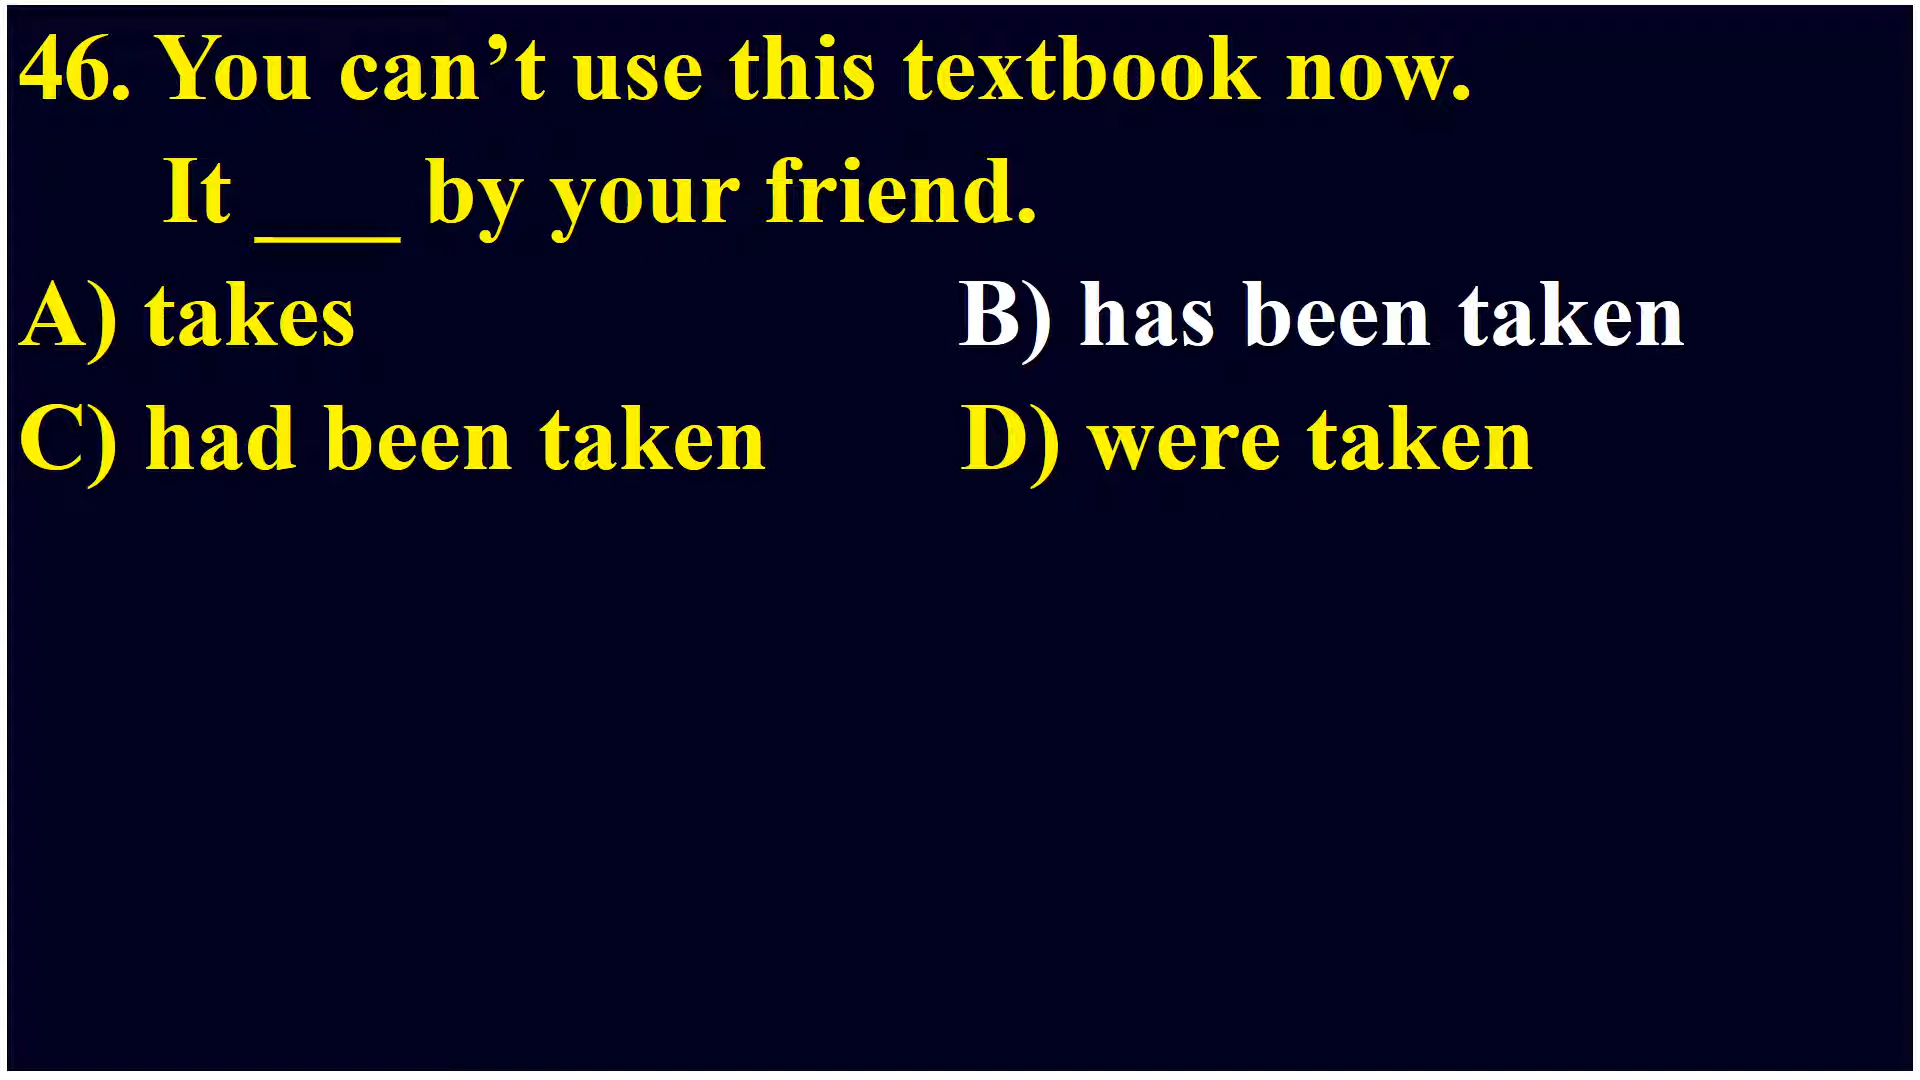 46. You can’t use this textbook now.
It ___ by your friend.
A) takes B) has been taken
C) had been taken D) were taken